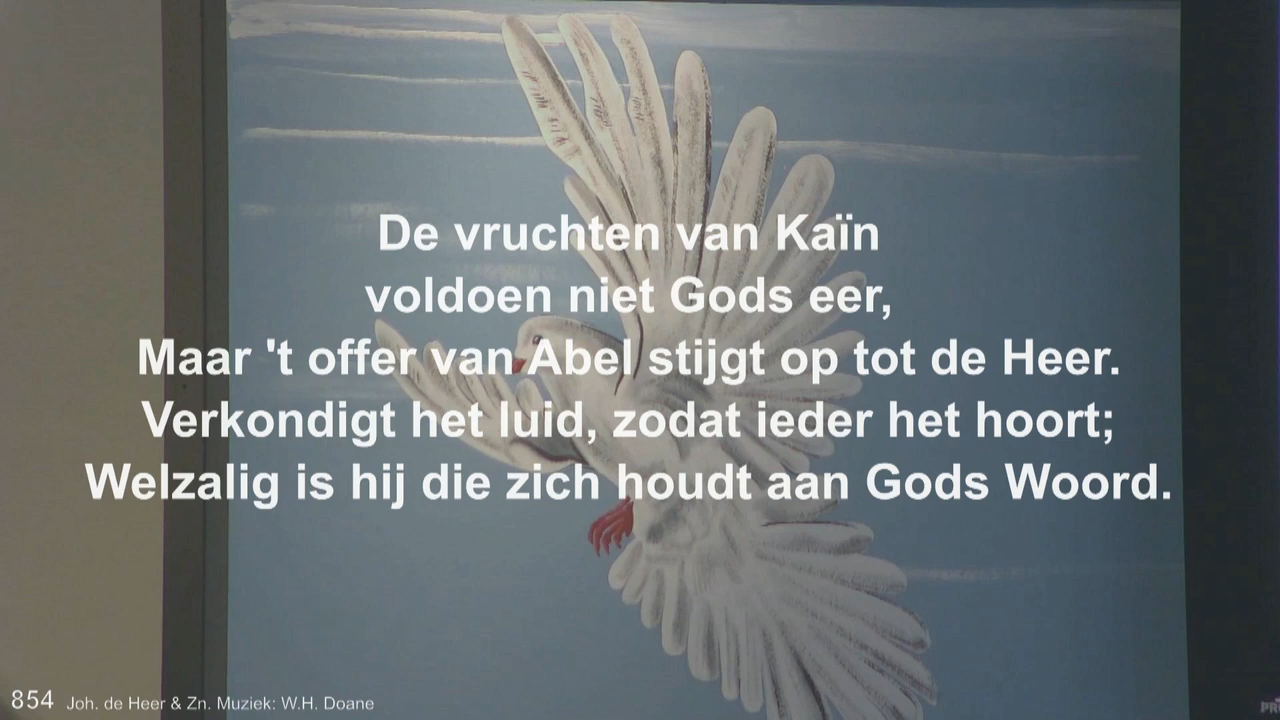 De vruchten van Kaïn
voldoen niet Gods eer,
Maar 't offer van Abel stijgt op tot de Heer.
Verkondigt het luid, zodat ieder het hoort;
Welzalig is hij die zich houdt aan Gods Woord.
854 Joh. de Heer & Zn. Muziek: W.H. Doane